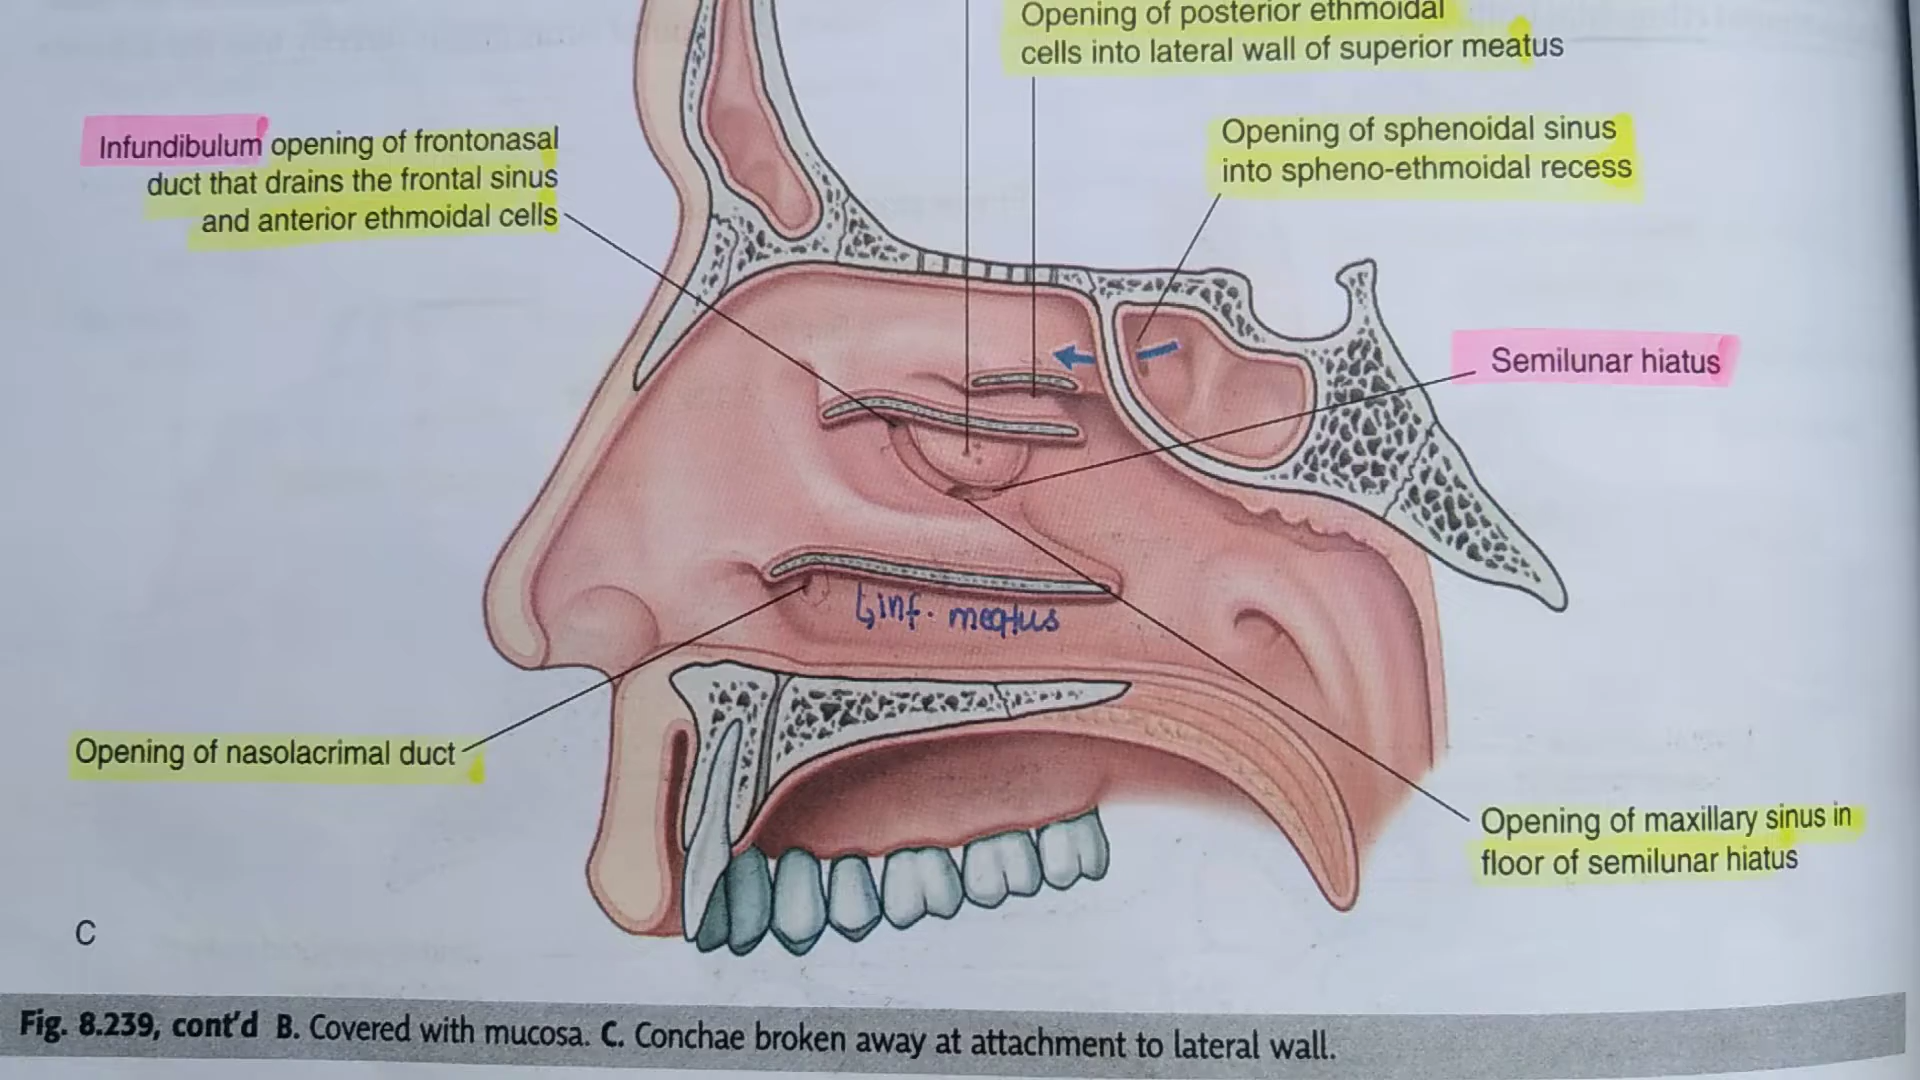 Opening of posterior ethmoidal
cells into lateral wall of superior meatus
Infundibulum opening of frontonasal
duct that drains the frontal sinus
and anterior ethmoidal cells
Opening of sphenoidal sinus
into spheno-ethmoidal recess
Semilunar hiatus
inf. meatus
Opening of nasolacrimal duct
Opening of maxillary sinus in
floor of semilunar hiatus
C
Fig. 8.239, cont'd B. Covered with mucosa. C. Conchae broken away at attachment to lateral wall.